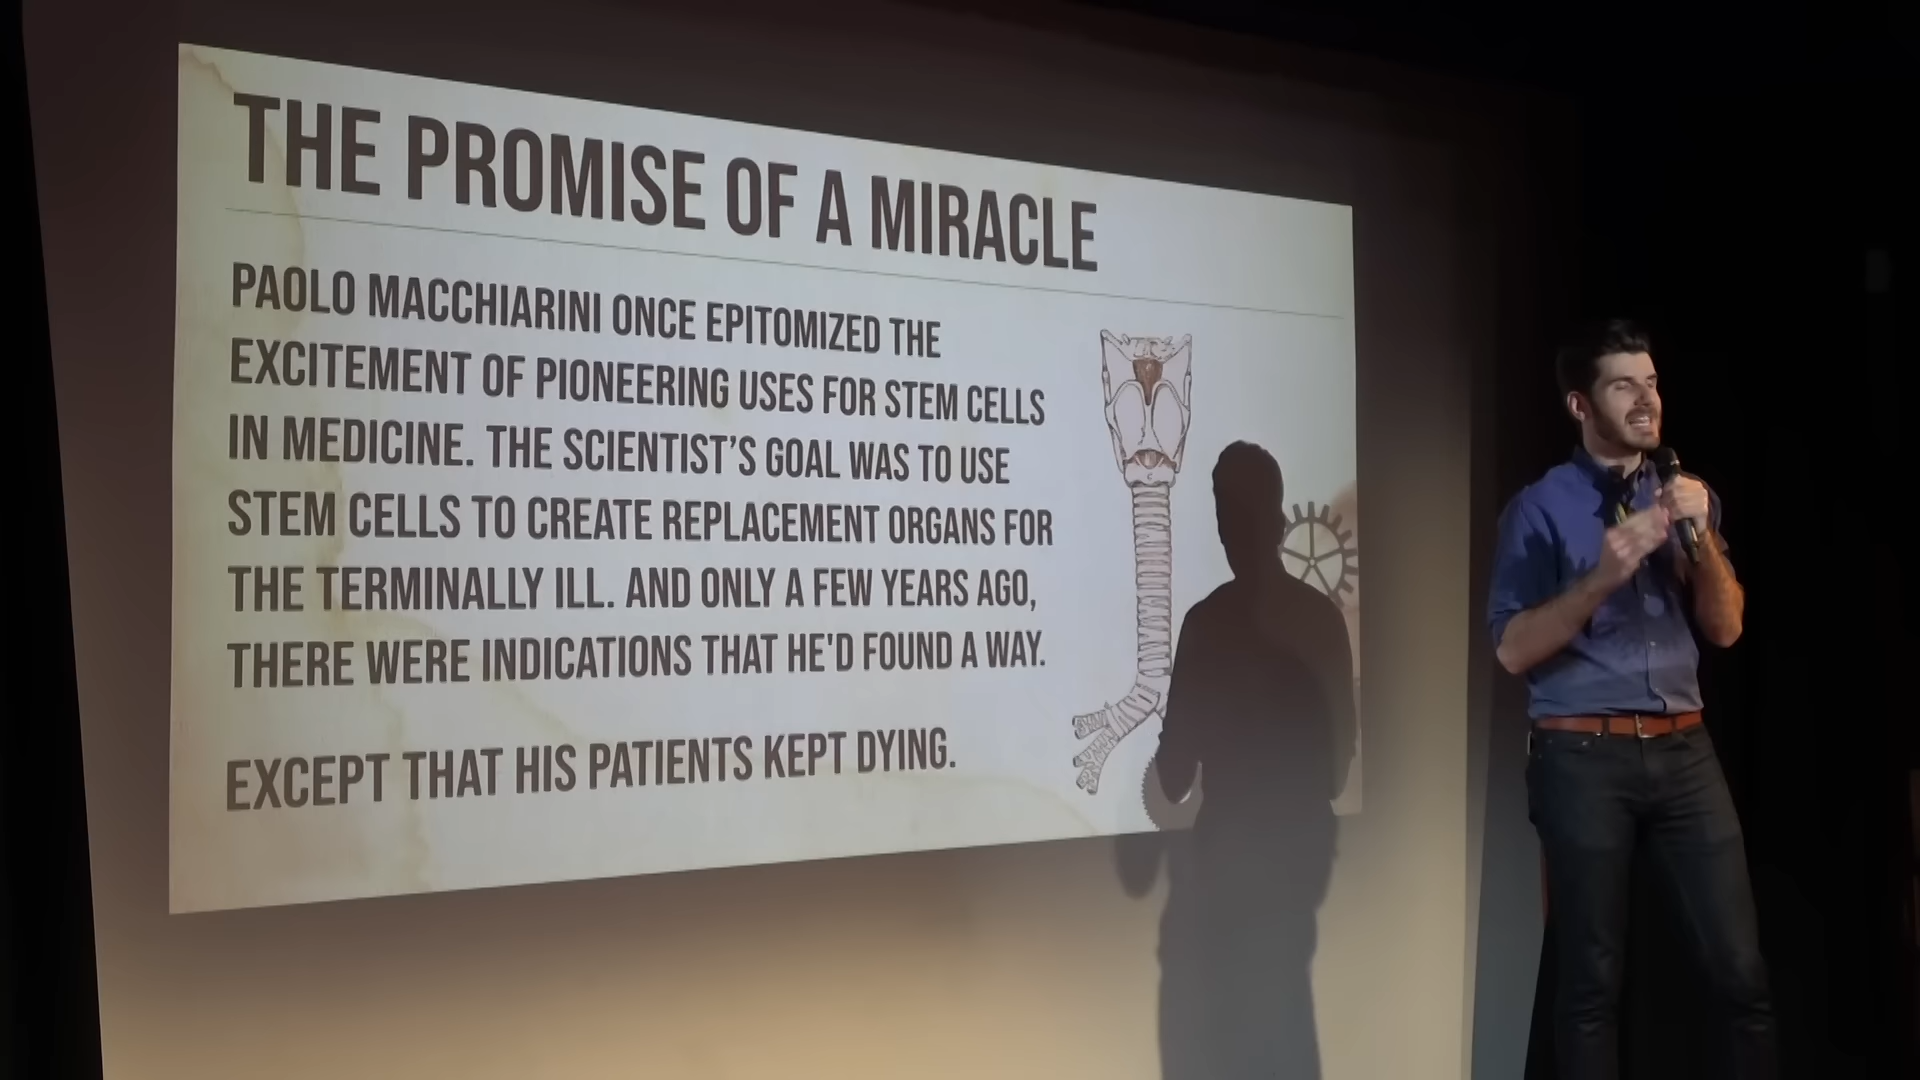 THE PROMISE OF A MIRACLE
PAOLO MACCHIARINI ONCE EPITOMIZED THE
EXCITEMENT OF PIONEERING USES FOR STEM CELLS
IN MEDICINE. THE SCIENTIST'S GOAL WAS TO USE
STEM CELLS TO CREATE REPLACEMENT ORGANS FOR
THE TERMINALLY ILL. AND ONLY A FEW YEARS AGO,
THERE WERE INDICATIONS THAT HE'D FOUND A WAY.
EXCEPT THAT HIS PATIENTS KEPT DYING.